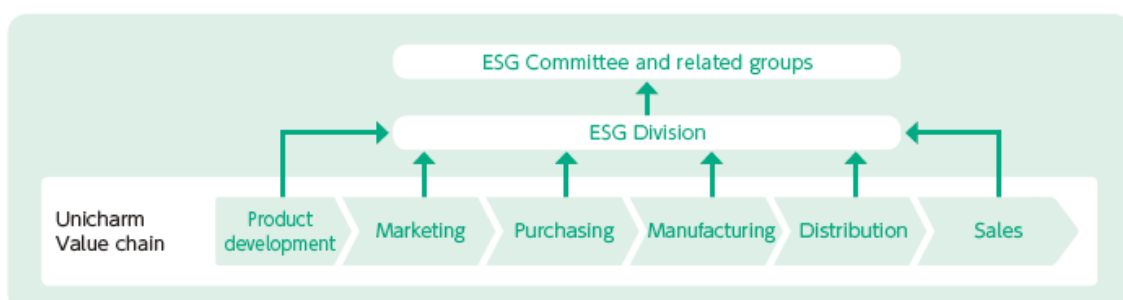 ESG Committee and related groups
ESG Division
Unicharm
Value chain
Product
development
Marketing
Purchasing
Manufacturing
Distribution
Sales